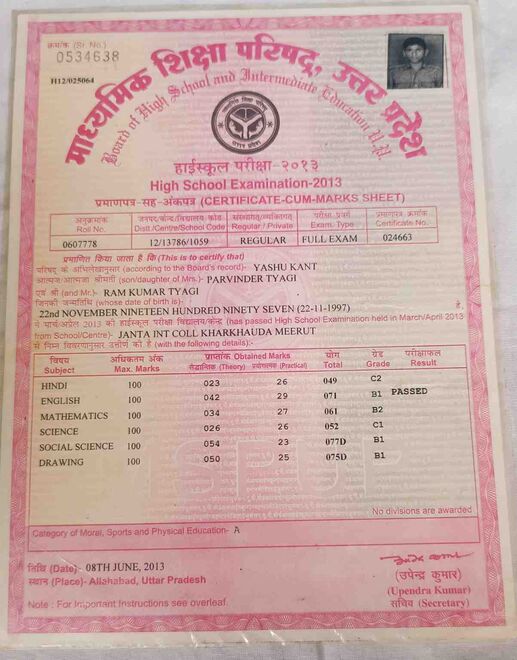 क्रमांक (Sr. No.)
0534638
H12/025064
माध्यमिक शिक्षा परिषद, उत्तर प्रदेश
Board of High School and Intermediate Education U.P.
हाईस्कूल परीक्षा-२०१३
High School Examination-2013
प्रमाणपत्र-सह-अंकपत्र (CERTIFICATE-CUM-MARKS SHEET)
अनुक्रमांक जनपद/केन्द्र/विद्यालय कोड संस्थागत/व्यक्तिगत परीक्षा प्रवर्ग प्रमाणपत्र क्रमांक
Roll No. Distt./Centre/School Code Regular / Private Exam. Type Certificate No.
0607778 12/13786/1059 REGULAR FULL EXAM 024663
प्रमाणित किया जाता है कि (This is to certify that)
परिषद के अभिलेखानुसार (according to the Board's record)- YASHU KANT
आत्मज/आत्मजा श्रीमती (son/daughter of Mrs.)- PARVINDER TYAGI
एवं श्री (and Mr.)- RAM KUMAR TYAGI
जिनकी जन्मतिथि (whose date of birth is)
22nd NOVEMBER NINETEEN HUNDRED NINETY SEVEN (22-11-1997) है,
ने मार्च/अप्रैल 2013 की हाईस्कूल परीक्षा विद्यालय/केन्द्र (has passed High School Examination held in March/April 2013
from School/Centre)- JANTA INT COLL KHARKHAUDA MEERUT
से निम्न विवरणानुसार उत्तीर्ण की है (with the following details):-
विषय अधिकतम अंक प्राप्तांक Obtained Marks योग ग्रेड परीक्षाफल
Subject Max. Marks सैद्धान्तिक (Theory) प्रयोगात्मक (Practical) Total Grade Result
HINDI 100 023 26 049 C2
ENGLISH 100 042 29 071 B1 PASSED
MATHEMATICS 100 034 27 061 B2
SCIENCE 100 026 26 052 C1
SOCIAL SCIENCE 100 054 23 077D B1
DRAWING 100 050 25 075D B1
No divisions are awarded
Category of Moral, Sports and Physical Education- A
तिथि (Date)- 08TH JUNE, 2013
स्थान (Place)- Allahabad, Uttar Pradesh
(उपेन्द्र कुमार)
(Upendra Kumar)
सचिव (Secretary)
Note : For Important Instructions see overleaf.